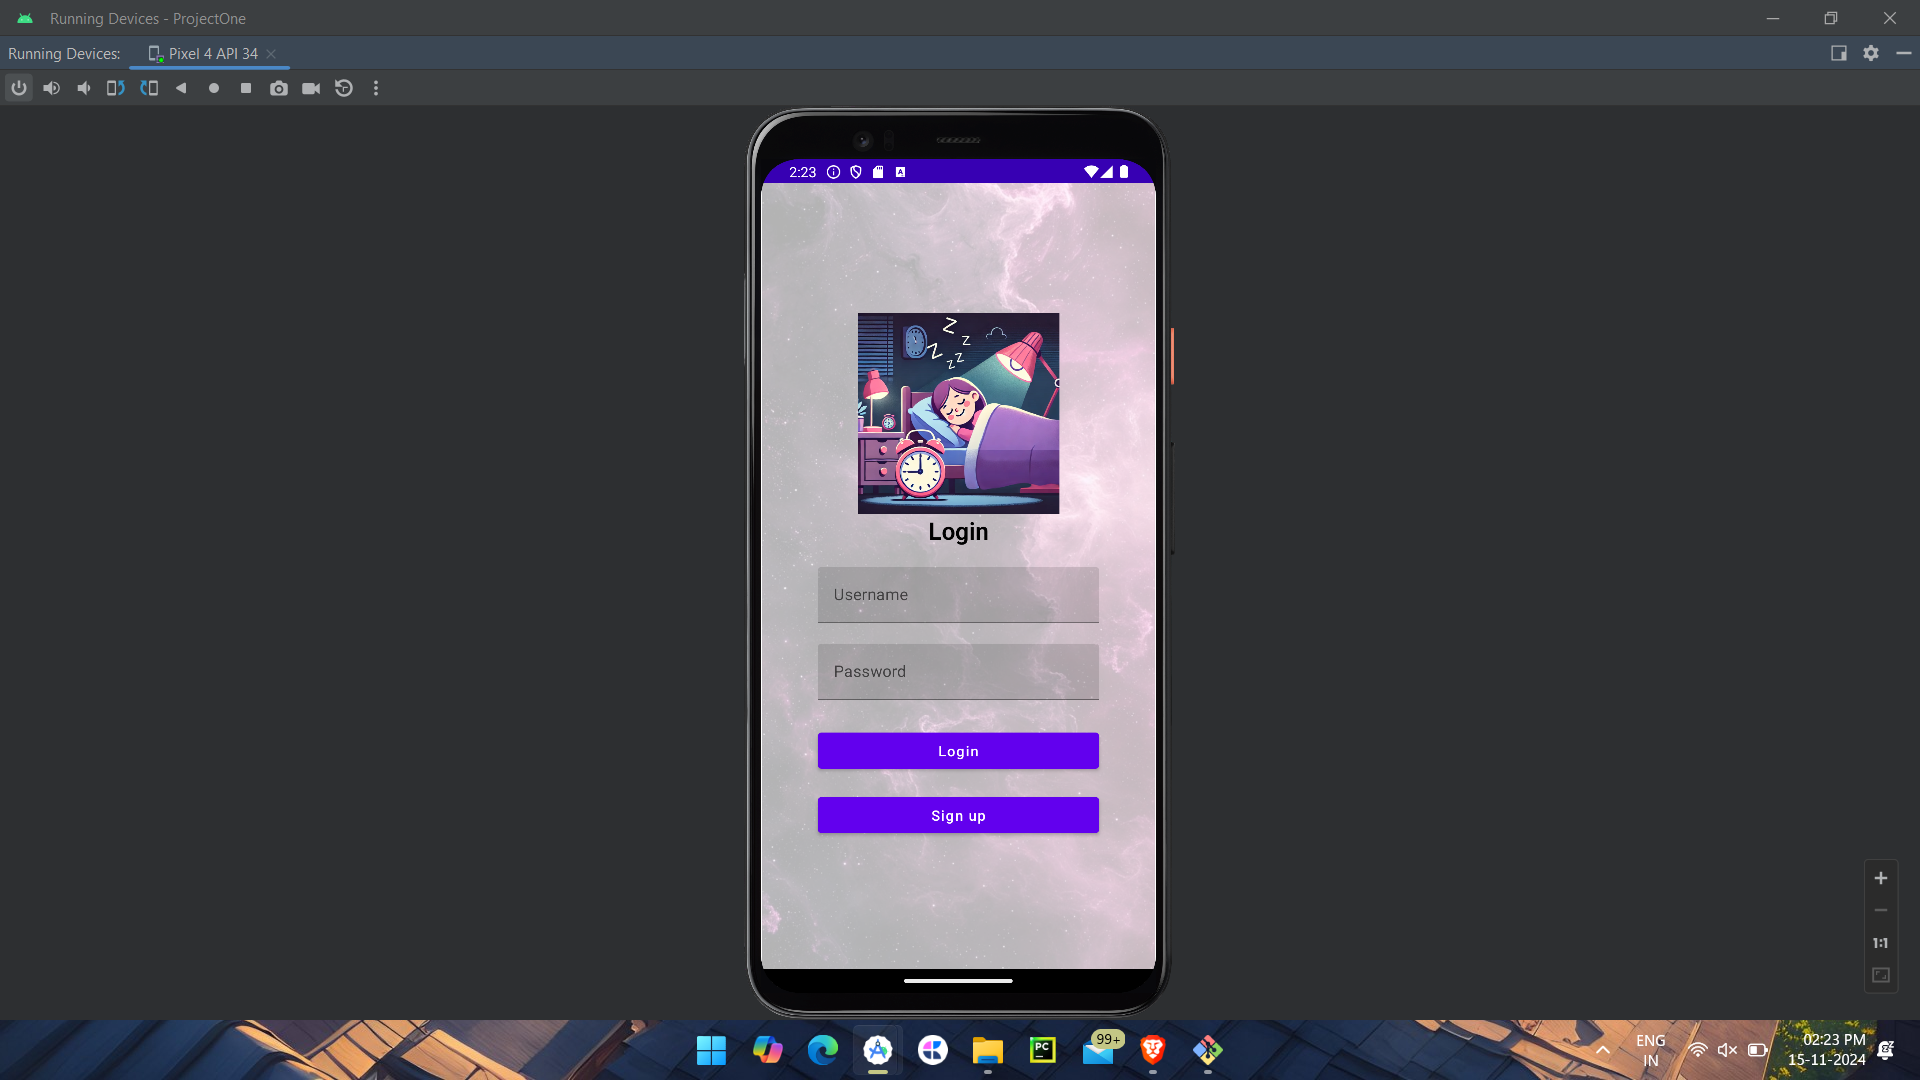 Running Devices - ProjectOne
Running Devices:
Pixel 4 API 34
2:23
A
Z
Z
Z
Z
Z
Login
Username
Password
Login
Sign up
1:1
PC
99+
ENG
IN
02:23 PM
15-11-2024